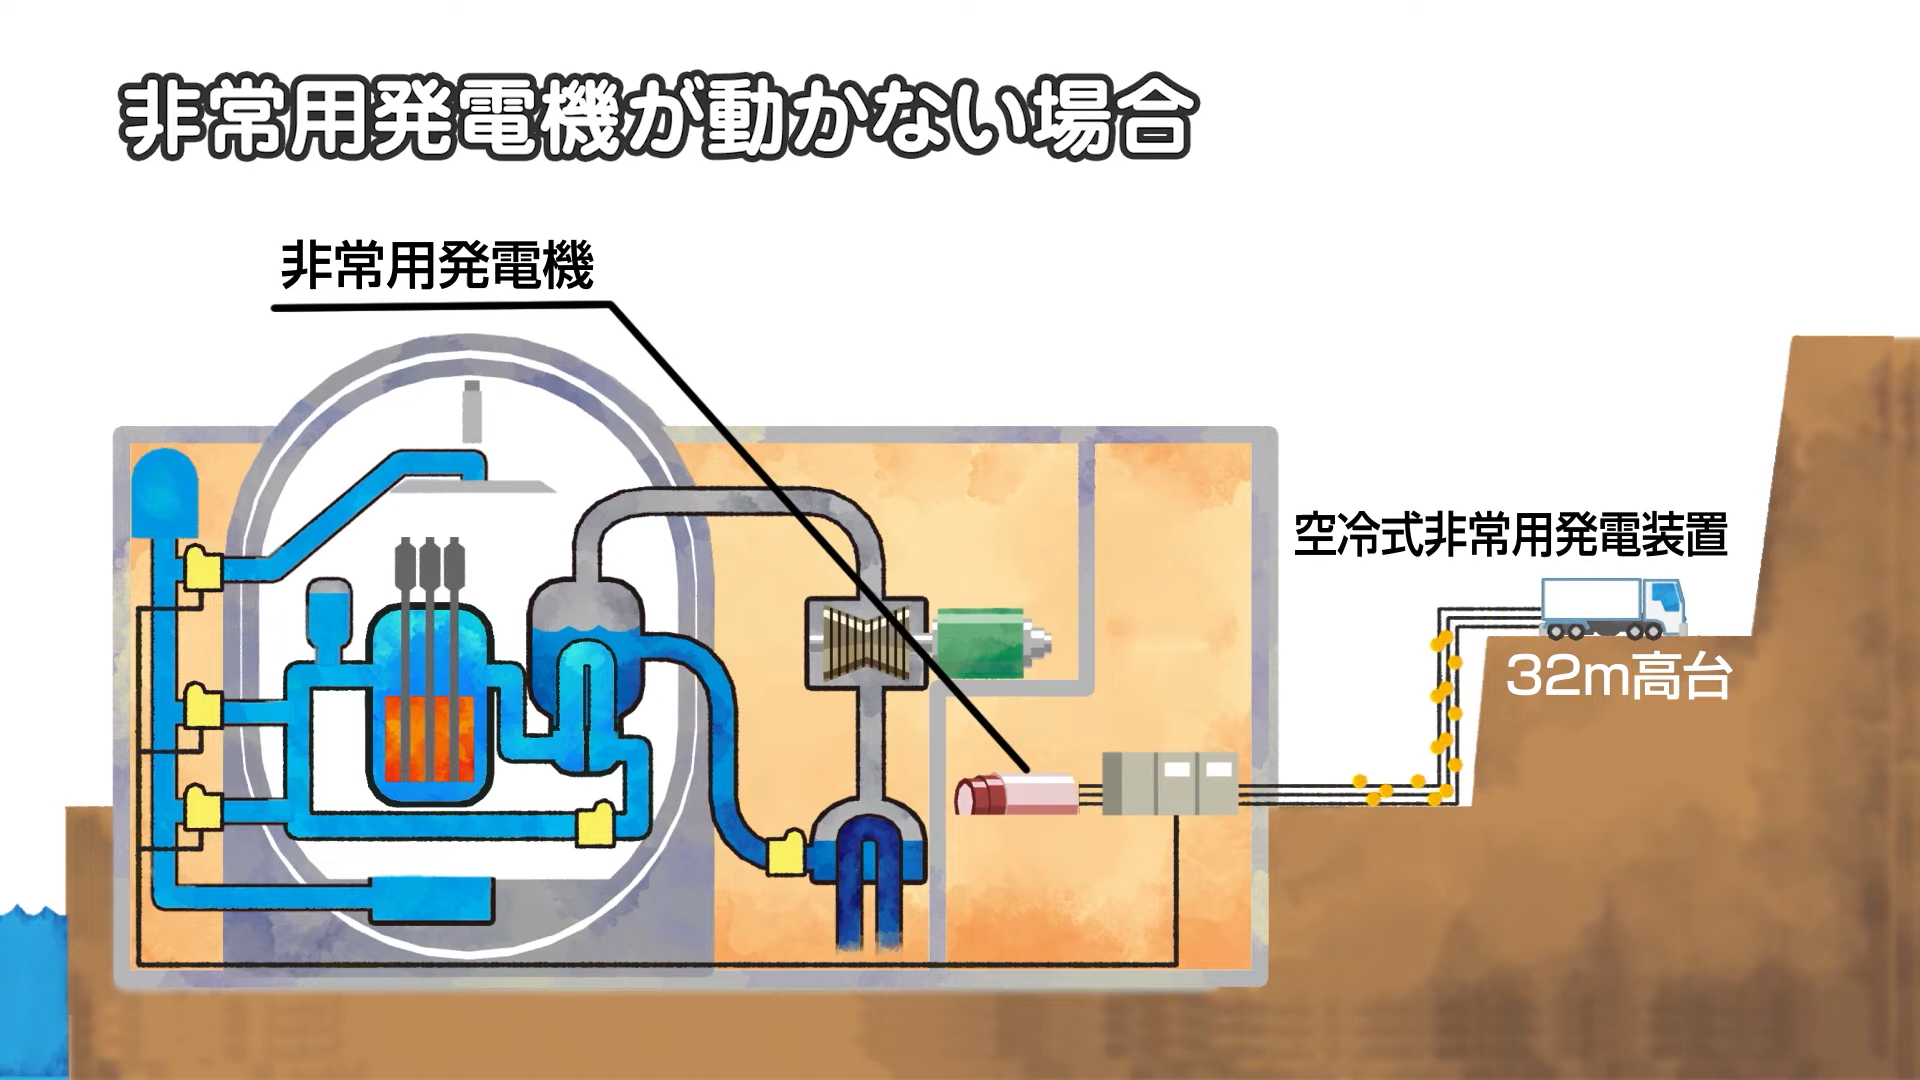 非常用発電機が動かない場合
非常用発電機
空冷式非常用発電装置
32m高台